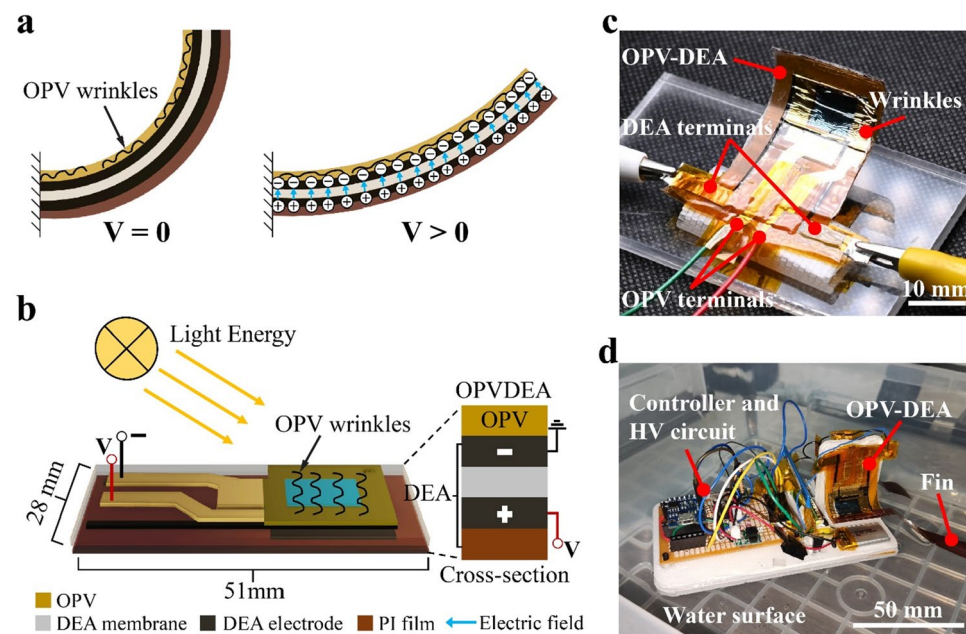 a
OPV wrinkles
V = 0
V > 0
b
Light Energy
OPV wrinkles
V
28 mm
51mm
OPVDEA
OPV
DEA
V
Cross-section
OPV
DEA membrane
DEA electrode
PI film
Electric field
c
OPV-DEA
Wrinkles
DEA terminals
OPV terminals
10 mm
d
Controller and
HV circuit
OPV-DEA
Fin
Water surface
50 mm